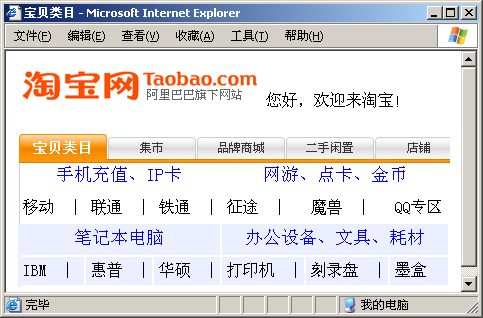 宝贝类目 - Microsoft Internet Explorer
文件(F) 编辑(E) 查看(V) 收藏(A) 工具(T) 帮助(H)
淘宝网 Taobao.com
阿里巴巴旗下网站
您好，欢迎来淘宝!
宝贝类目 集市 品牌商城 二手闲置 店铺
手机充值、IP卡 网游、点卡、金币
移动 | 联通 | 铁通 | 征途 | 魔兽 | QQ专区
笔记本电脑 办公设备、文具、耗材
IBM | 惠普 | 华硕 | 打印机 | 刻录盘 | 墨盒
完毕 我的电脑